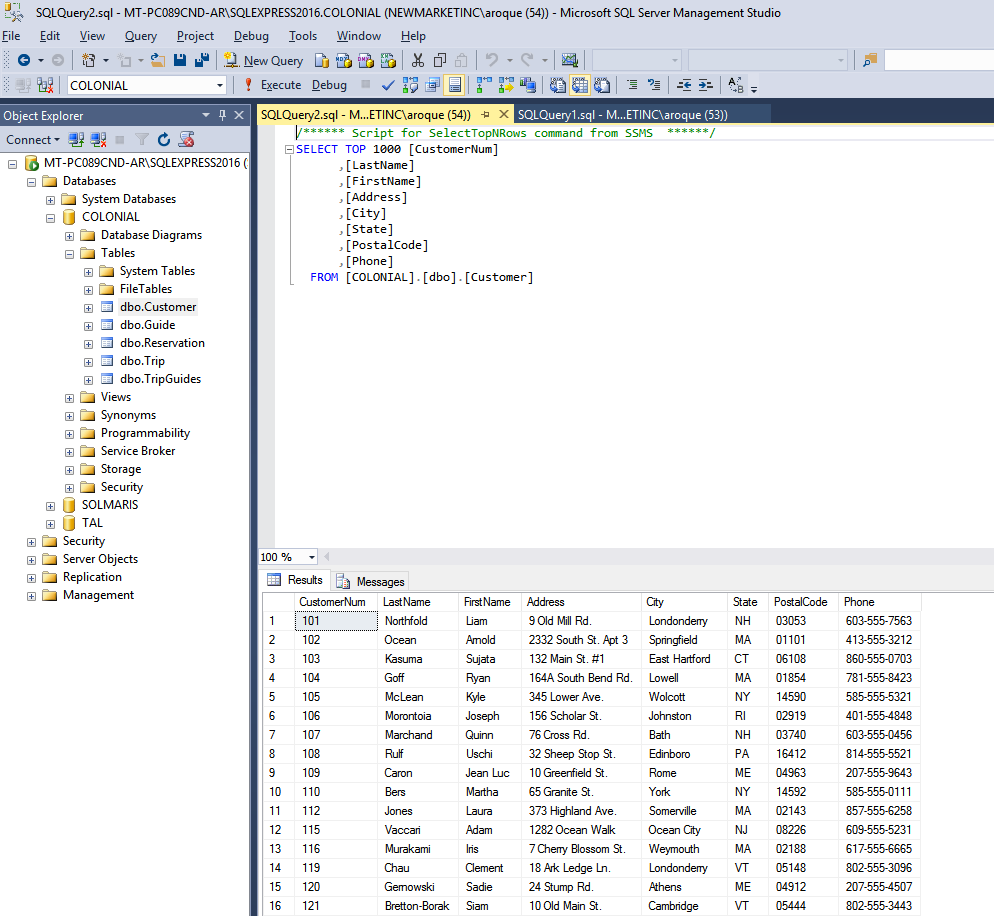 SQLQuery2.sql - MT-PC089CND-AR\SQLEXPRESS2016.COLONIAL (NEWMARKETINC\aroque (54)) - Microsoft SQL Server Management Studio
File Edit View Query Project Debug Tools Window Help
New Query
COLONIAL Execute Debug
Object Explorer
Connect
MT-PC089CND-AR\SQLEXPRESS2016 (
Databases
System Databases
COLONIAL
Database Diagrams
Tables
System Tables
FileTables
dbo.Customer
dbo.Guide
dbo.Reservation
dbo.Trip
dbo.TripGuides
Views
Synonyms
Programmability
Service Broker
Storage
Security
SOLMARIS
TAL
Security
Server Objects
Replication
Management
SQLQuery2.sql - M...ETINC\aroque (54)) SQLQuery1.sql - M...ETINC\aroque (53))
/****** Script for SelectTopNRows command from SSMS ******/
SELECT TOP 1000 [CustomerNum]
,[LastName]
,[FirstName]
,[Address]
,[City]
,[State]
,[PostalCode]
,[Phone]
FROM [COLONIAL].[dbo].[Customer]
100 %
Results Messages
CustomerNum LastName FirstName Address City State PostalCode Phone
1 101 Northfold Liam 9 Old Mill Rd. Londonderry NH 03053 603-555-7563
2 102 Ocean Arnold 2332 South St. Apt 3 Springfield MA 01101 413-555-3212
3 103 Kasuma Sujata 132 Main St. #1 East Hartford CT 06108 860-555-0703
4 104 Goff Ryan 164A South Bend Rd. Lowell MA 01854 781-555-8423
5 105 McLean Kyle 345 Lower Ave. Wolcott NY 14590 585-555-5321
6 106 Morontoia Joseph 156 Scholar St. Johnston RI 02919 401-555-4848
7 107 Marchand Quinn 76 Cross Rd. Bath NH 03740 603-555-0456
8 108 Rulf Uschi 32 Sheep Stop St. Edinboro PA 16412 814-555-5521
9 109 Caron Jean Luc 10 Greenfield St. Rome ME 04963 207-555-9643
10 110 Bers Martha 65 Granite St. York NY 14592 585-555-0111
11 112 Jones Laura 373 Highland Ave. Somerville MA 02143 857-555-6258
12 115 Vaccari Adam 1282 Ocean Walk Ocean City NJ 08226 609-555-5231
13 116 Murakami Iris 7 Cherry Blossom St. Weymouth MA 02188 617-555-6665
14 119 Chau Clement 18 Ark Ledge Ln. Londonderry VT 05148 802-555-3096
15 120 Gernowski Sadie 24 Stump Rd. Athens ME 04912 207-555-4507
16 121 Bretton-Borak Siam 10 Old Main St. Cambridge VT 05444 802-555-3443